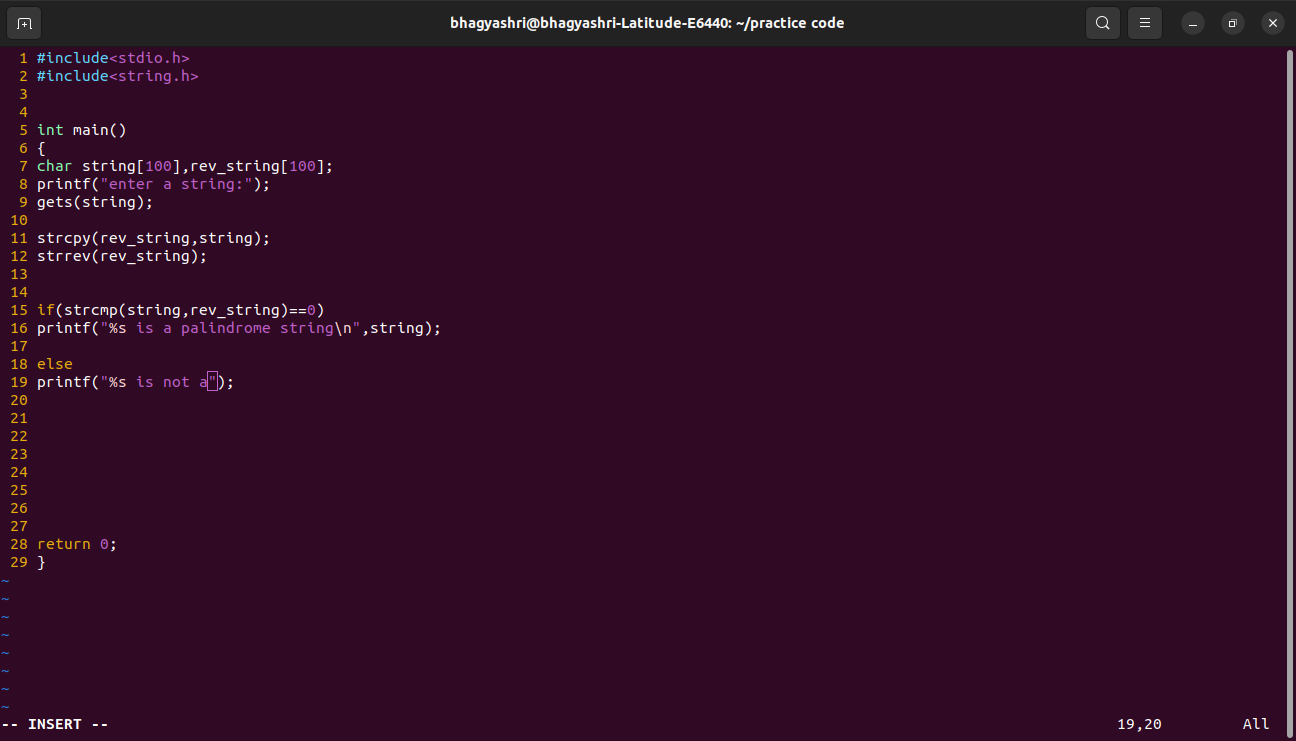 bhagyashri@bhagyashri-Latitude-E6440: ~/practice code
1 #include<stdio.h>
2 #include<string.h>
3
4
5 int main()
6 {
7 char string[100],rev_string[100];
8 printf("enter a string:");
9 gets(string);
10
11 strcpy(rev_string,string);
12 strrev(rev_string);
13
14
15 if(strcmp(string,rev_string)==0)
16 printf("%s is a palindrome string\n",string);
17
18 else
19 printf("%s is not a");
20
21
22
23
24
25
26
27
28 return 0;
29 }
~
~
~
~
~
~
~
~
-- INSERT -- 19,20 All